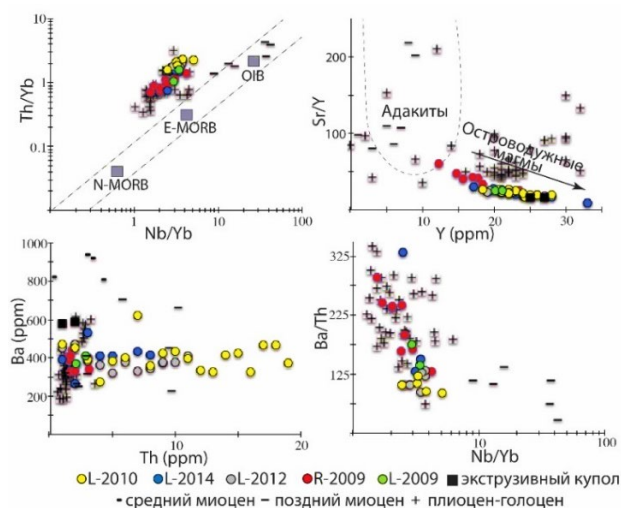 10
1
0.1
Th/Yb
OIB
E-MORB
N-MORB
1
10
100
Nb/Yb
200
100
Sr/Y
Адакиты
Островодужные
магмы
10
20
30
Y (ppm)
1000
800
600
400
200
0
Ba (ppm)
10
20
Th (ppm)
325
225
125
Ba/Th
10
100
Nb/Yb
L-2010 L-2014 L-2012 R-2009 L-2009 экструзивный купол
- средний миоцен – поздний миоцен + плиоцен-голоцен